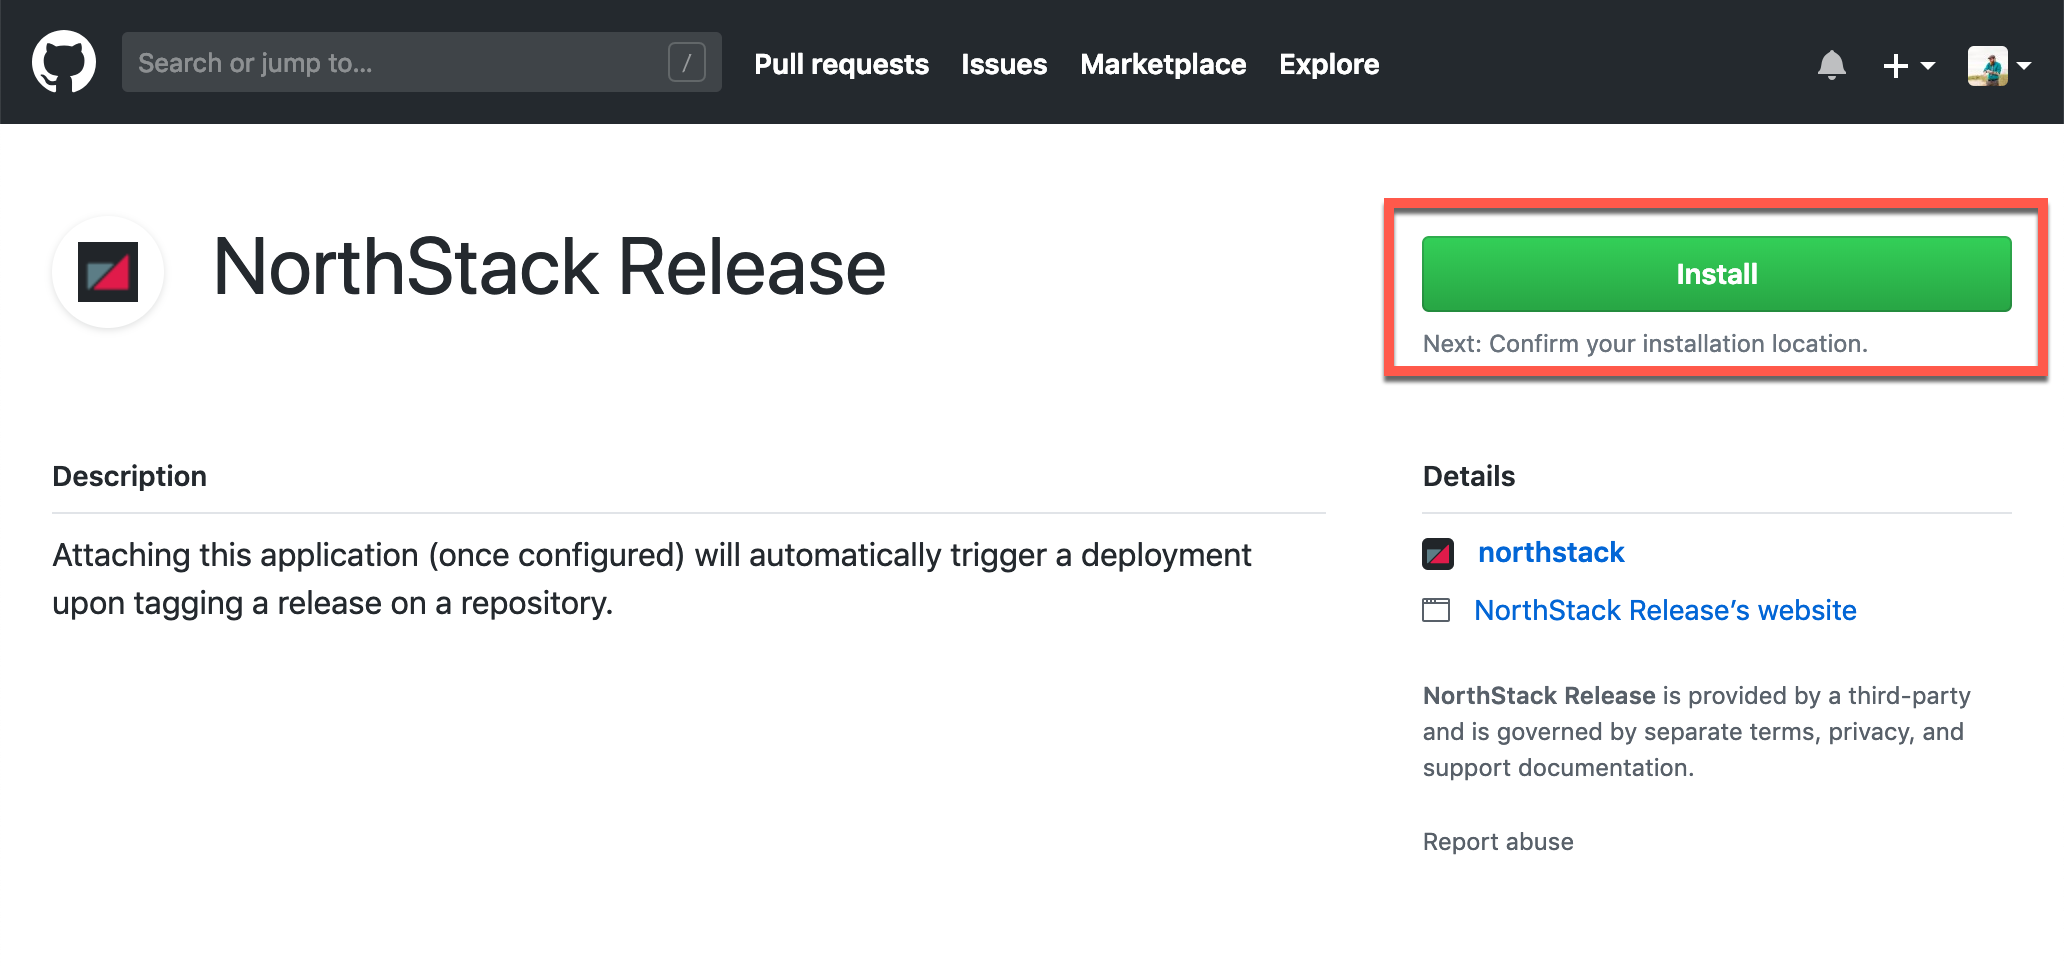 Search or jump to... /
Pull requests Issues Marketplace Explore
NorthStack Release
Install
Next: Confirm your installation location.
Description
Attaching this application (once configured) will automatically trigger a deployment
upon tagging a release on a repository.
Details
northstack
NorthStack Release’s website
NorthStack Release is provided by a third-party
and is governed by separate terms, privacy, and
support documentation.
Report abuse